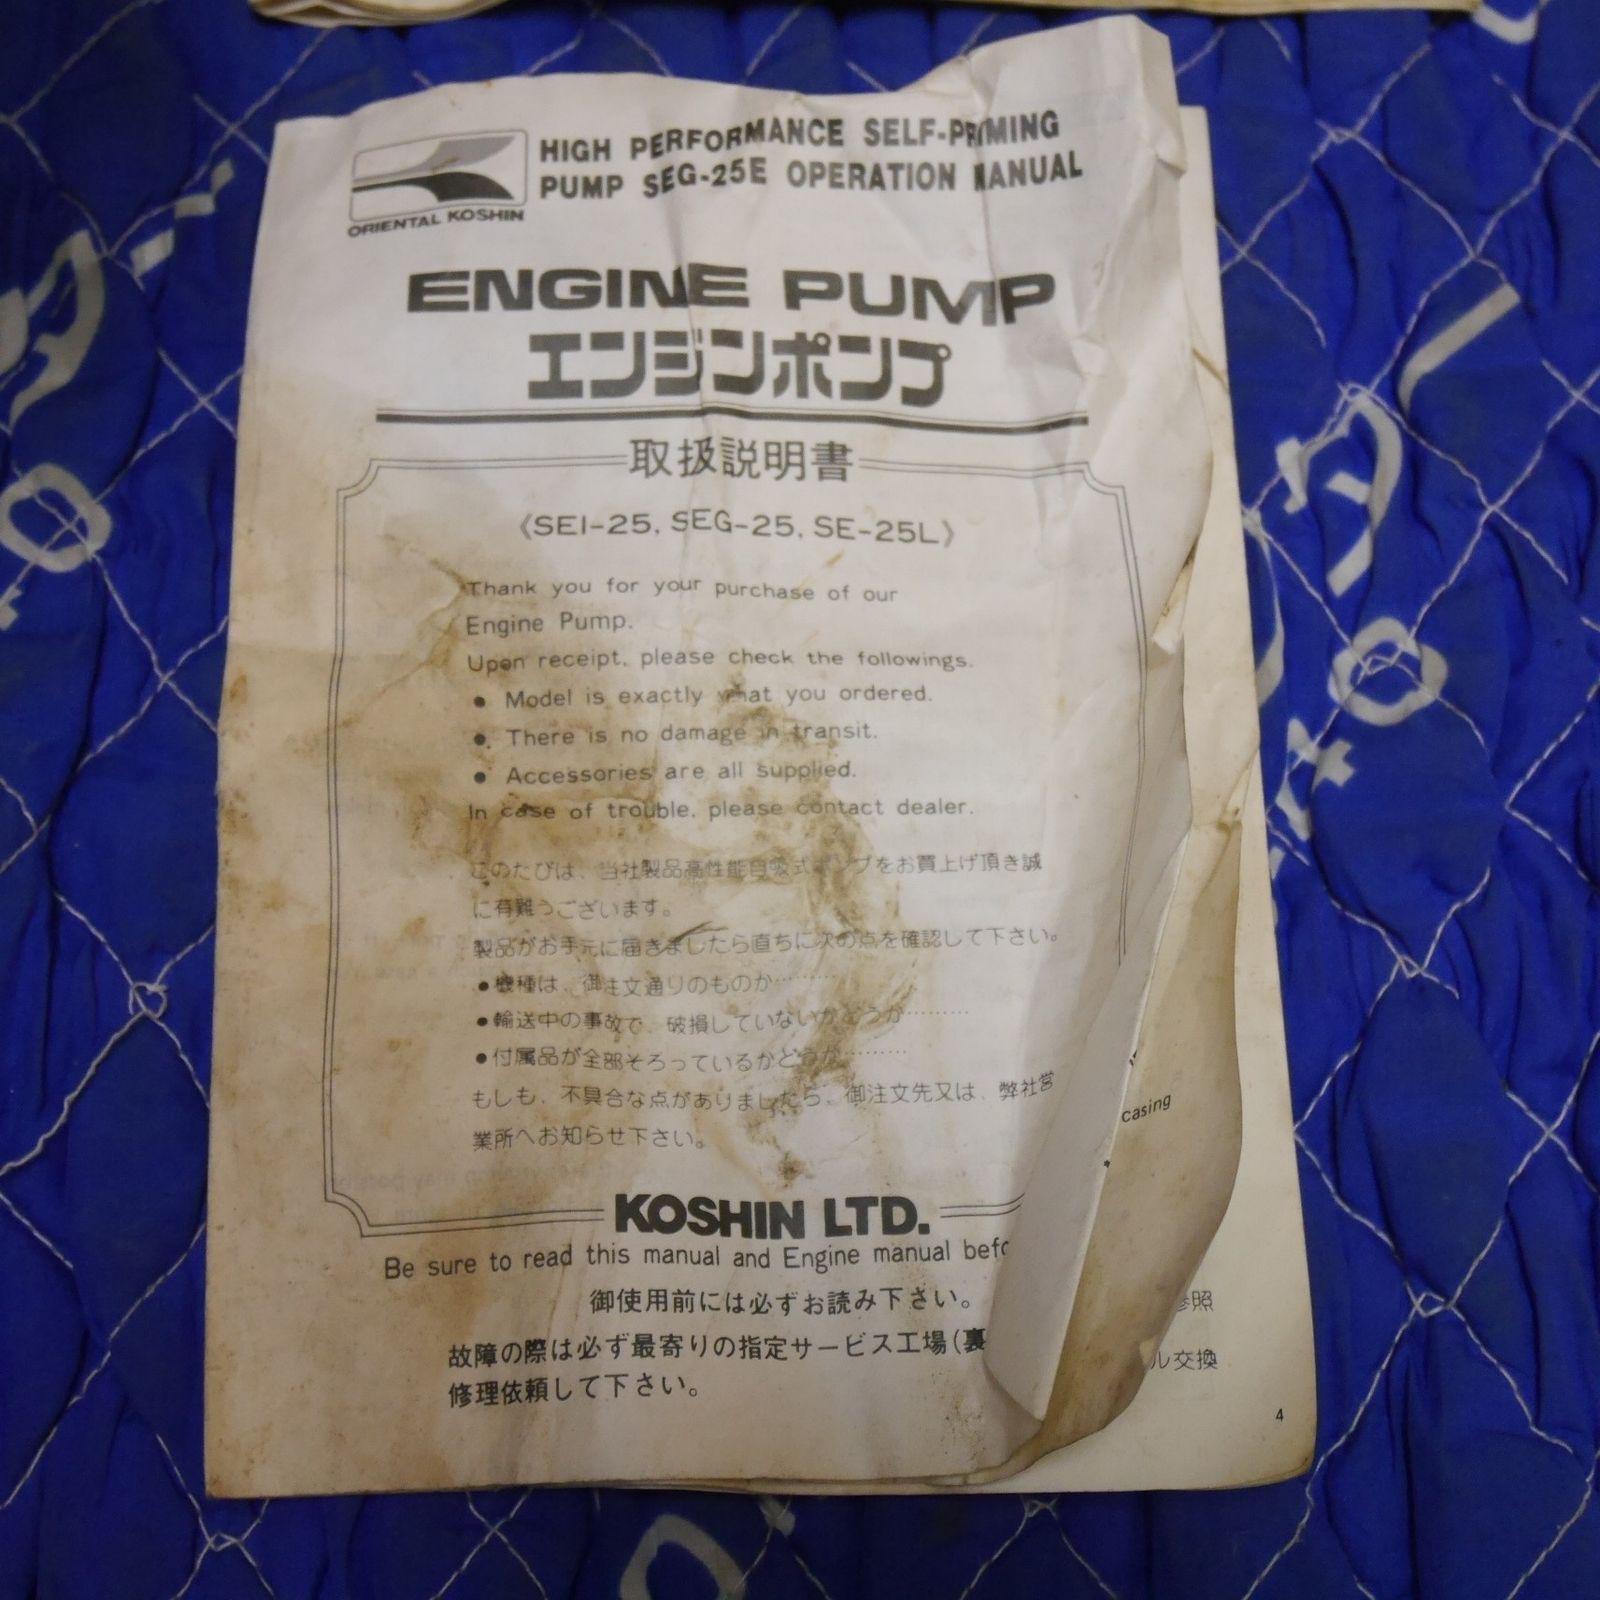 HIGH PERFORMANCE SELF-PRIMING
PUMP SEG-25E OPERATION MANUAL
ORIENTAL KOSHIN
ENGINE PUMP
エンジンポンプ
取扱説明書
《SEI-25, SEG-25, SE-25L》
Thank you for your purchase of our
Engine Pump.
Upon receipt, please check the followings.
● Model is exactly what you ordered.
● There is no damage in transit.
● Accessories are all supplied.
In case of trouble, please contact dealer.
このたびは、当社製品高性能自吸式ポンプをお買上げ頂き誠
に有難うございます。
製品がお手元に届きましたら直ちに次の点を確認して下さい。
●機種は、御注文通りのものか………
●輸送中の事故で、破損していないかどうか………
●付属品が全部そろっているかどうか………
もしも、不具合な点がありましたら、御注文先又は、弊社営
業所へお知らせ下さい。
casing
KOSHIN LTD.
Be sure to read this manual and Engine manual
御使用前には必ずお読み下さい。
参照
故障の際は必ず最寄りの指定サービス工場(裏
ル交換
修理依頼して下さい。
4